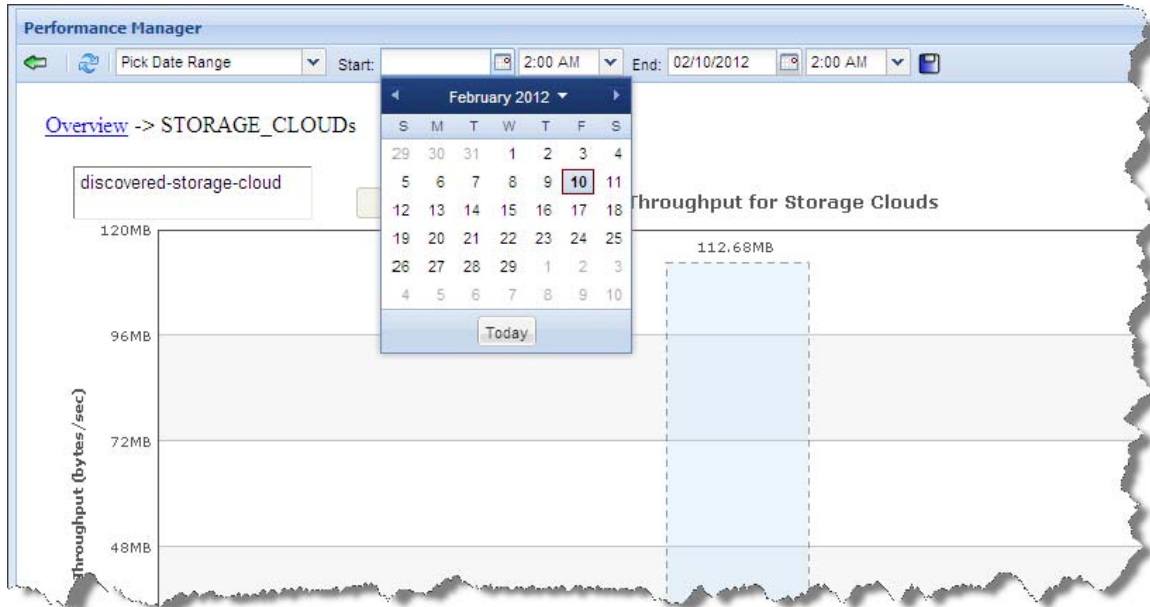 Performance Manager
Pick Date Range Start: 2:00 AM End: 02/10/2012 2:00 AM
February 2012
Overview -> STORAGE_CLOUDs
S M T W T F S
29 30 31 1 2 3 4
5 6 7 8 9 10 11
12 13 14 15 16 17 18
19 20 21 22 23 24 25
26 27 28 29 1 2 3
4 5 6 7 8 9 10
Today
discovered-storage-cloud
Throughput for Storage Clouds
120MB
112.68MB
96MB
72MB
48MB
Throughput (bytes/sec)